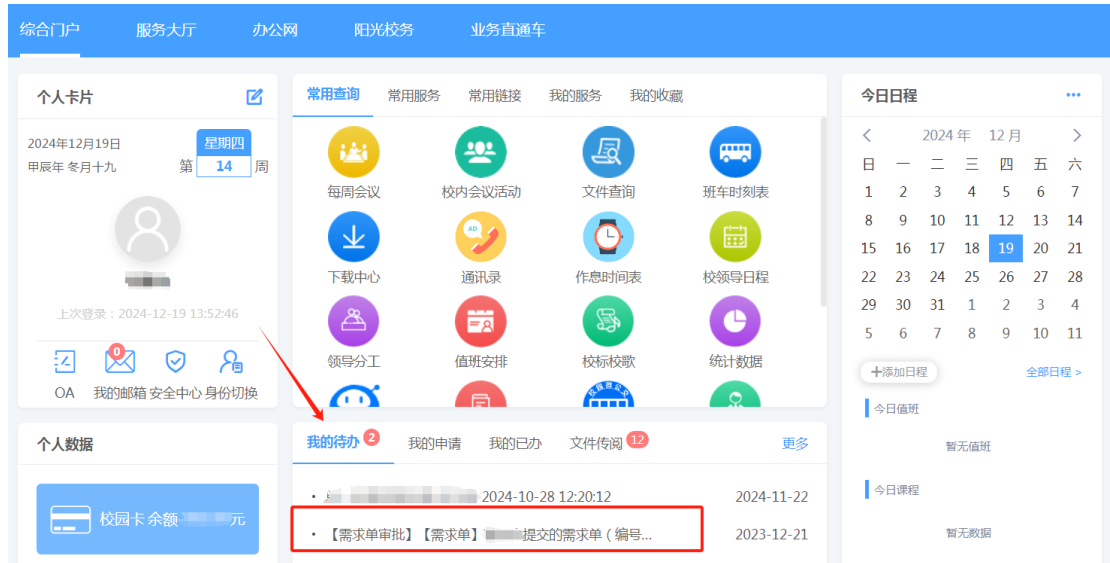 综合门户 服务大厅 办公网 阳光校务 业务直通车
个人卡片
2024年12月19日 星期四
甲辰年 冬月十九 第 14 周
上次登录：2024-12-19 13:52:46
0
OA 我的邮箱 安全中心 身份切换
个人数据
校园卡余额 元
常用查询 常用服务 常用链接 我的服务 我的收藏
每周会议 校内会议活动 文件查询 班车时刻表
AD
下载中心 通讯录 作息时间表 校领导日程
领导分工 值班安排 校标校歌 统计数据
我的待办 2 我的申请 我的已办 文件传阅 12 更多
· 2024-10-28 12:20:12 2024-11-22
· 【需求单审批】【需求单】 提交的需求单（编号... 2023-12-21
今日日程 •••
< 2024 年 12 月 >
日 一 二 三 四 五 六
1 2 3 4 5 6 7
8 9 10 11 12 13 14
15 16 17 18 19 20 21
22 23 24 25 26 27 28
29 30 31 1 2 3 4
5 6 7 8 9 10 11
+添加日程 全部日程 >
今日值班
暂无值班
今日课程
暂无数据